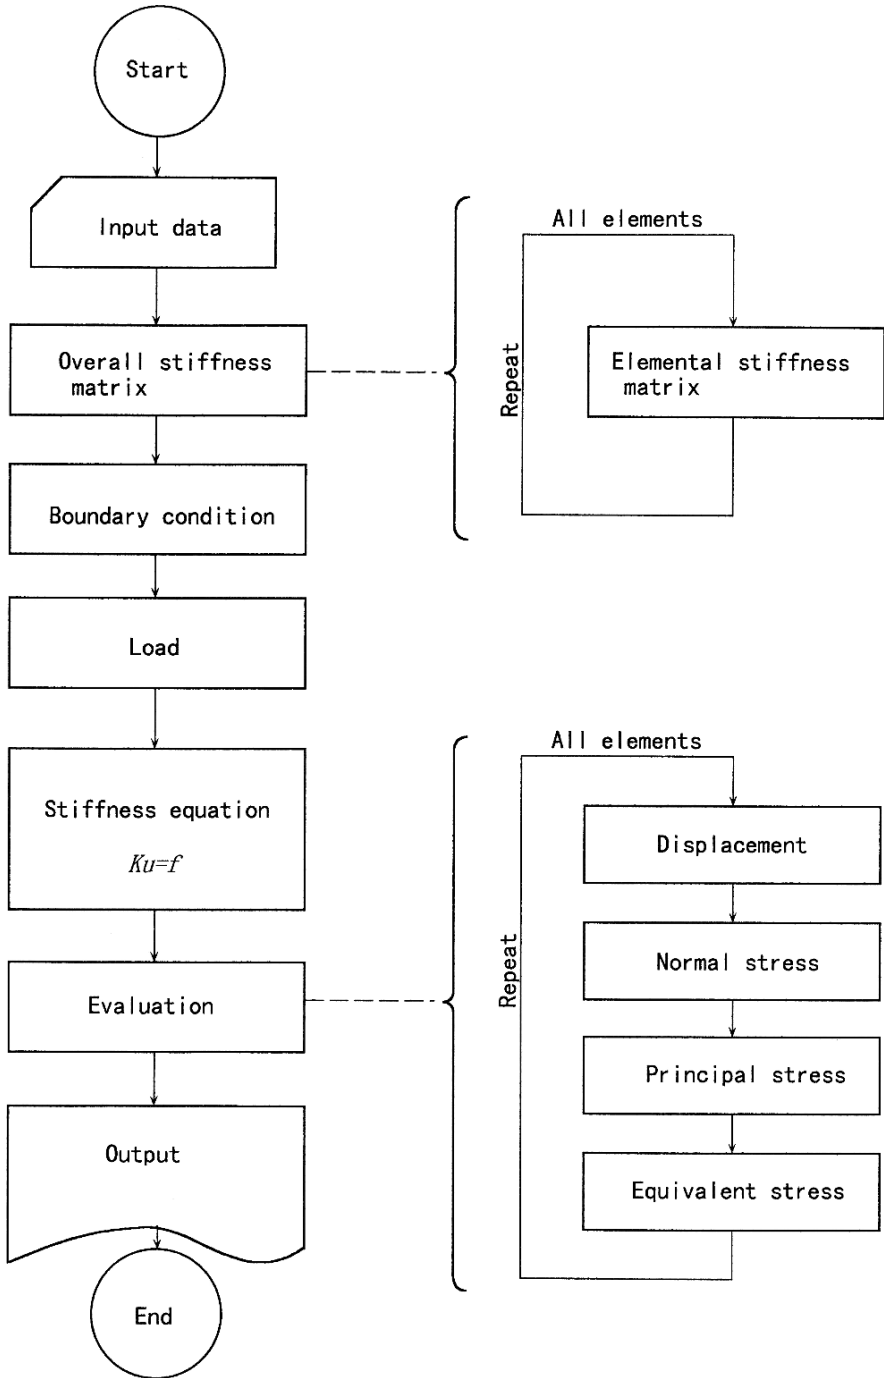 Start
Input data
Overall stiffness
matrix
Boundary condition
Load
Stiffness equation
Ku=f
Evaluation
Output
End
All elements
Repeat
Elemental stiffness
matrix
All elements
Repeat
Displacement
Normal stress
Principal stress
Equivalent stress